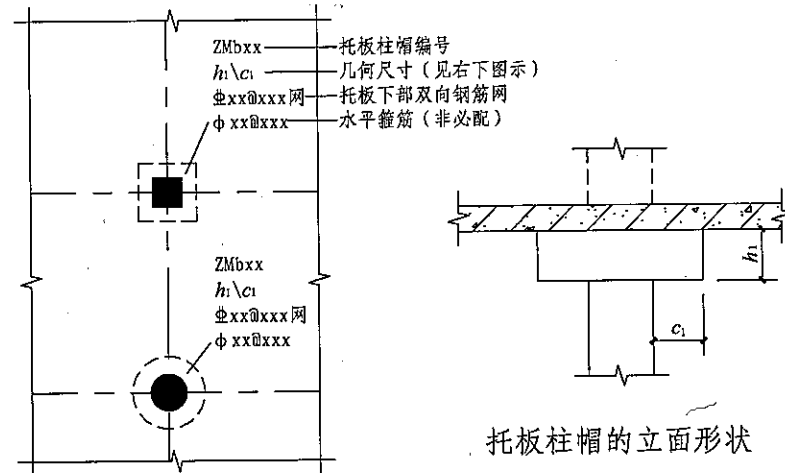 ZMbxx 托板柱帽编号
h₁\c₁ 几何尺寸（见右下图示）
⏂xx@xxx网 托板下部双向钢筋网
ϕxx@xxx 水平箍筋（非必配）
ZMbxx
h₁\c₁
⏂xx@xxx网
ϕxx@xxx
h₁
c₁
托板柱帽的立面形状